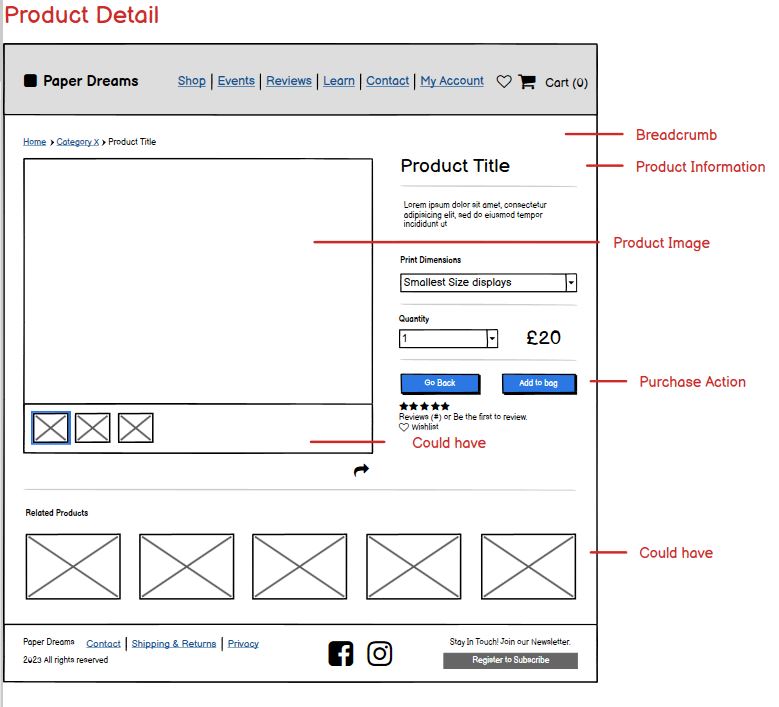 Product Detail
Paper Dreams
Shop | Events | Reviews | Learn | Contact | My Account
Cart (0)
Breadcrumb
Home > Category X > Product Title
Product Title
Product Information
Lorem ipsum dolor sit amet, consectetur
adipisicing elit, sed do eiusmod tempor
incididunt ut
Product Image
Print Dimensions
Smallest Size displays
Quantity
1
£20
Go Back
Add to bag
Purchase Action
Reviews (#) or Be the first to review.
Wishlist
Could have
Related Products
Could have
Paper Dreams
Contact | Shipping & Returns | Privacy
2023 All rights reserved
Stay In Touch! Join our Newsletter.
Register to Subscribe